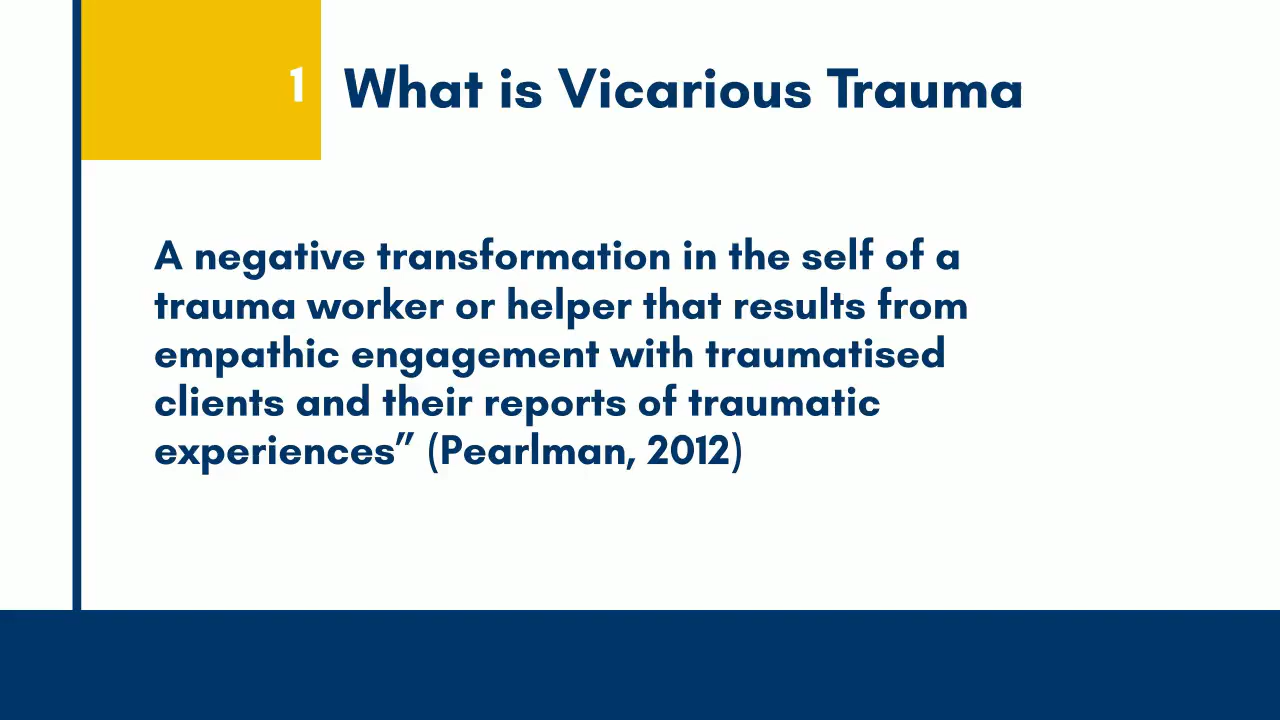 1 What is Vicarious Trauma
A negative transformation in the self of a
trauma worker or helper that results from
empathic engagement with traumatised
clients and their reports of traumatic
experiences” (Pearlman, 2012)